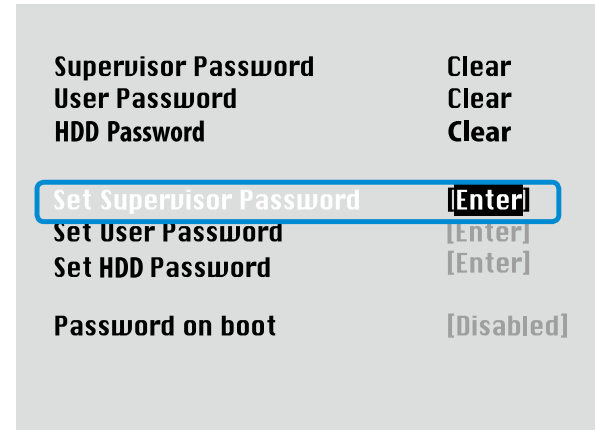 Supervisor Password Clear
User Password Clear
HDD Password Clear
Set Supervisor Password [Enter]
Set User Password [Enter]
Set HDD Password [Enter]
Password on boot [Disabled]